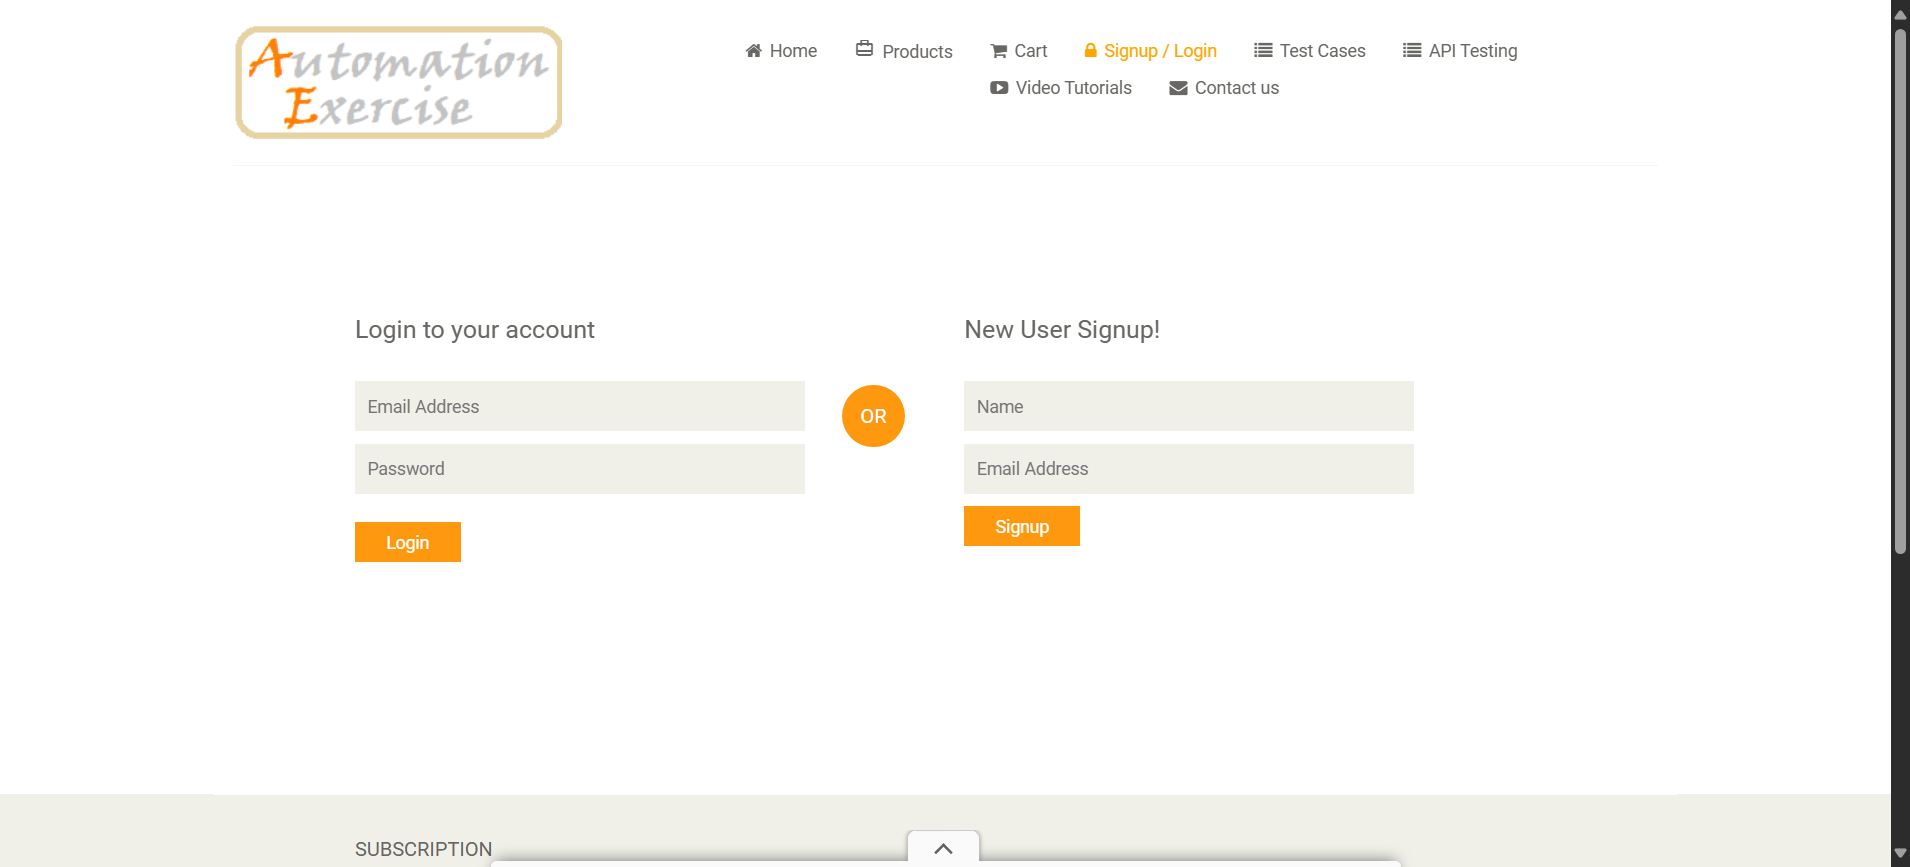 Automation
Exercise
Home
Products
Cart
Signup / Login
Test Cases
API Testing
Video Tutorials
Contact us
Login to your account
Email Address
Password
Login
OR
New User Signup!
Name
Email Address
Signup
SUBSCRIPTION